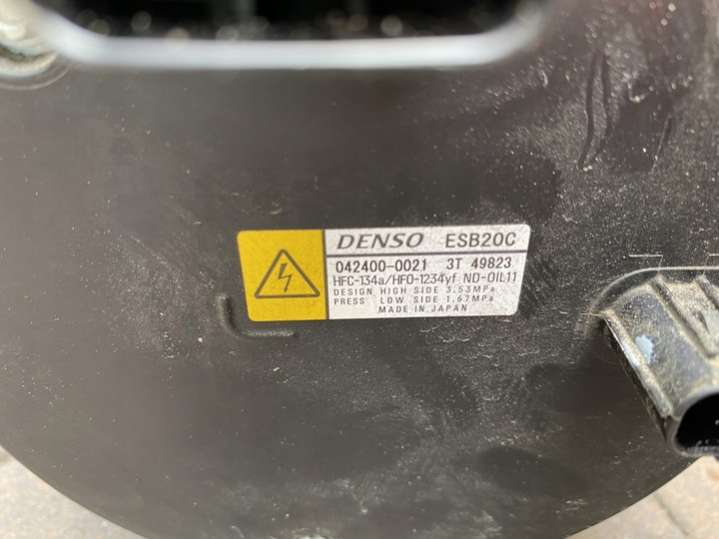 DENSO ESB20C
042400-0021 3T 49823
HFC-134a/HFO-1234yf ND-OIL11
DESIGN HIGH SIDE 3.53MPa
PRESS LOW SIDE 1.67MPa
MADE IN JAPAN